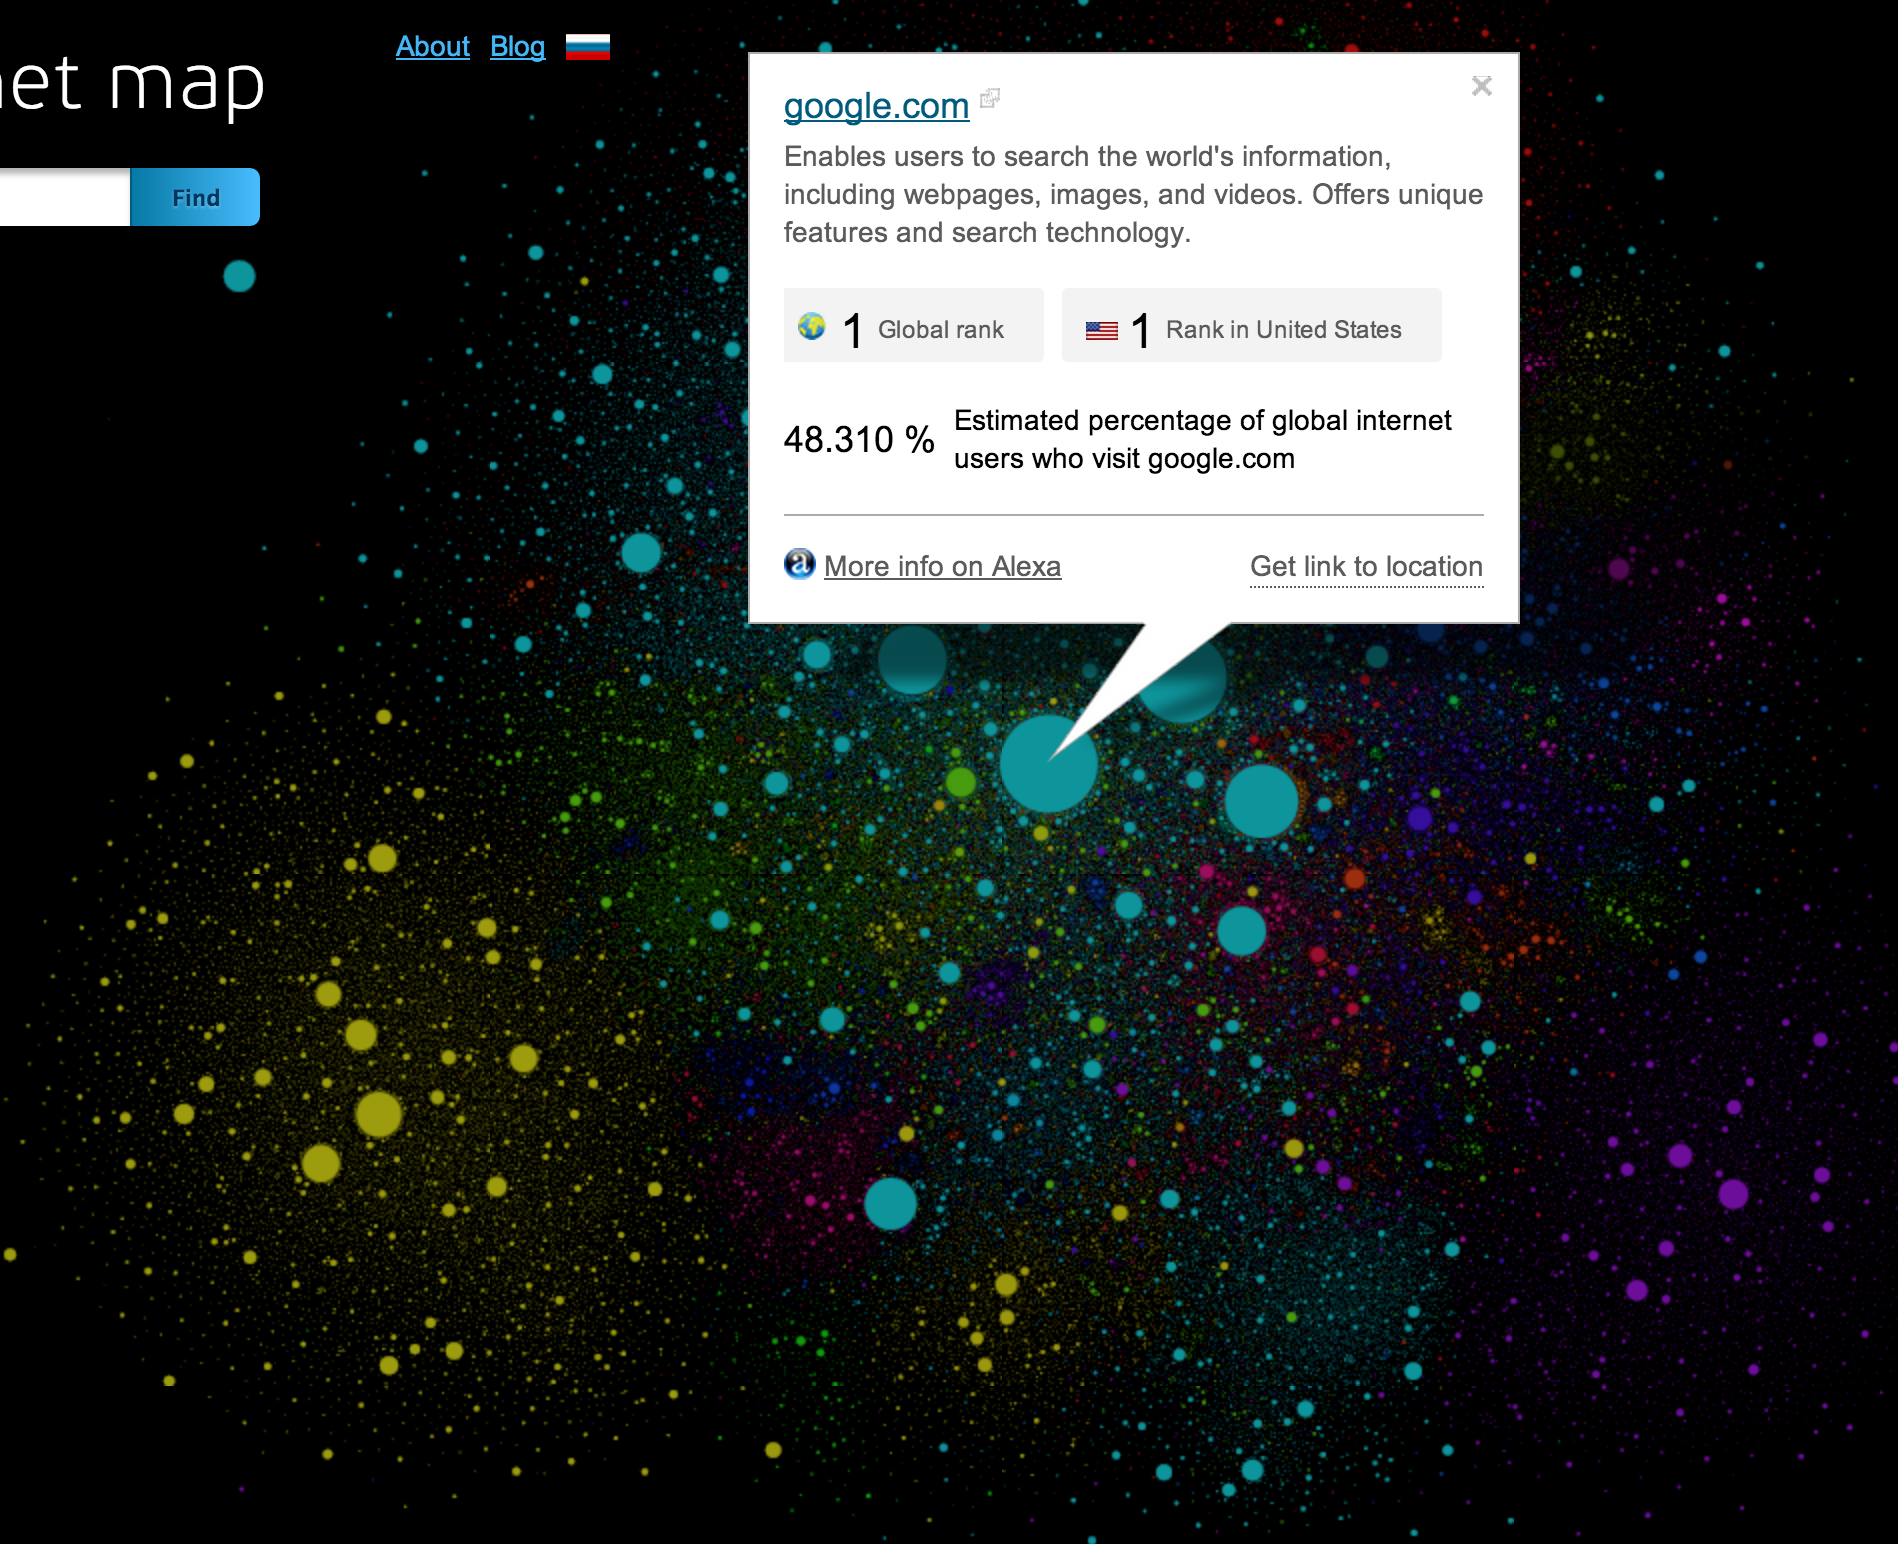 About Blog
et map
Find
google.com
Enables users to search the world's information,
including webpages, images, and videos. Offers unique
features and search technology.
1 Global rank
1 Rank in United States
48.310 % Estimated percentage of global internet
users who visit google.com
a More info on Alexa
Get link to location